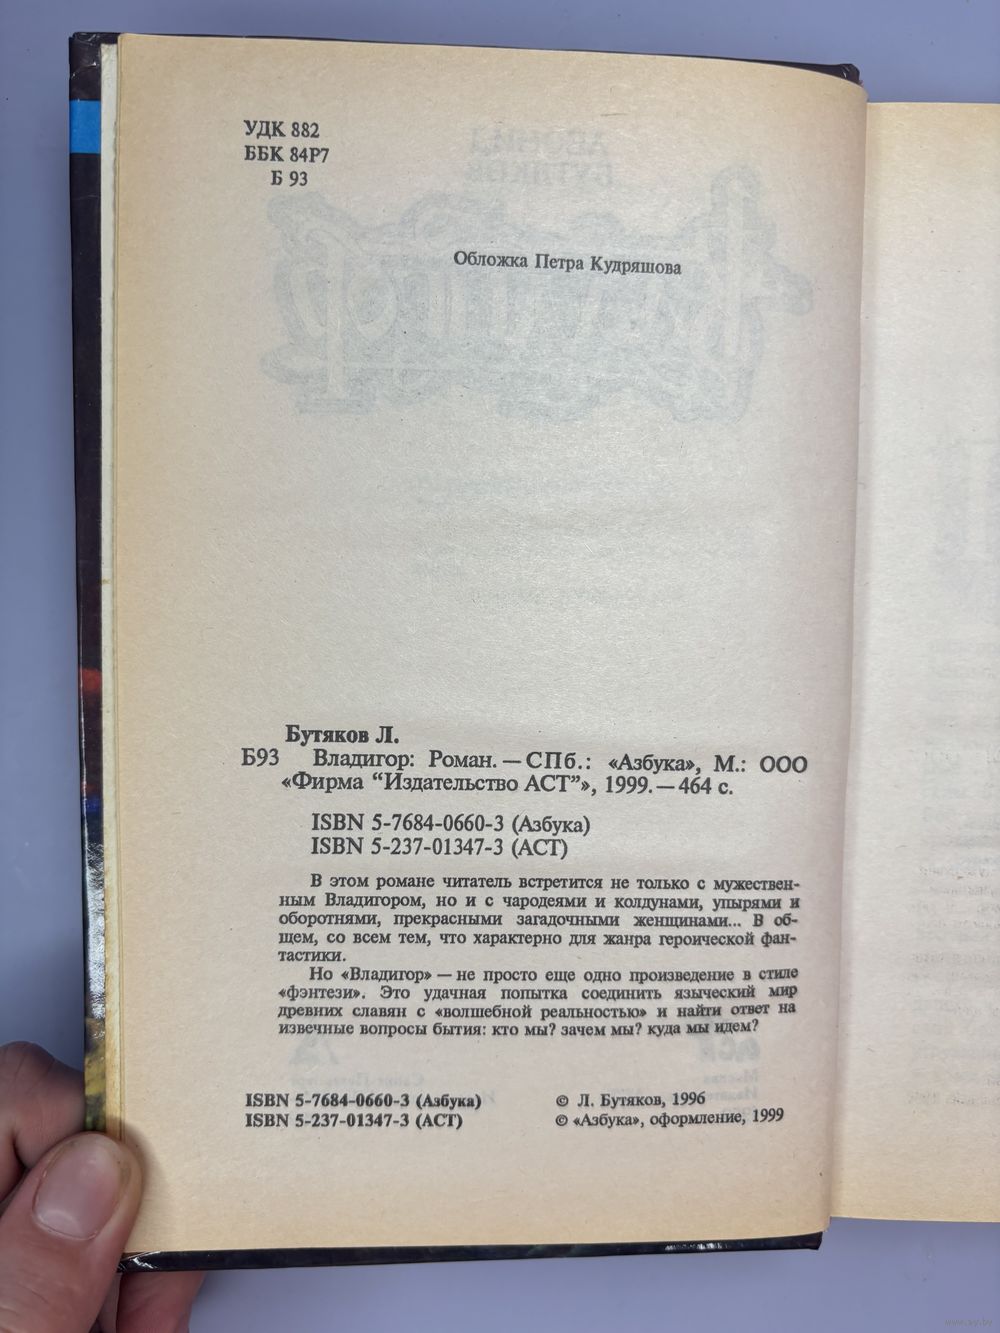 УДК 882
ББК 84Р7
Б 93
Обложка Петра Кудряшова
Бутяков Л.
Б93 Владигор: Роман. — СПб.: «Азбука», М.: ООО
«Фирма “Издательство АСТ”», 1999. — 464 с.
ISBN 5-7684-0660-3 (Азбука)
ISBN 5-237-01347-3 (АСТ)
В этом романе читатель встретится не только с мужествен-
ным Владигором, но и с чародеями и колдунами, упырями и
оборотнями, прекрасными загадочными женщинами... В об-
щем, со всем тем, что характерно для жанра героической фан-
тастики.
Но «Владигор» — не просто еще одно произведение в стиле
«фэнтези». Это удачная попытка соединить языческий мир
древних славян с «волшебной реальностью» и найти ответ на
извечные вопросы бытия: кто мы? зачем мы? куда мы идем?
ISBN 5-7684-0660-3 (Азбука)
ISBN 5-237-01347-3 (АСТ)
© Л. Бутяков, 1996
© «Азбука», оформление, 1999